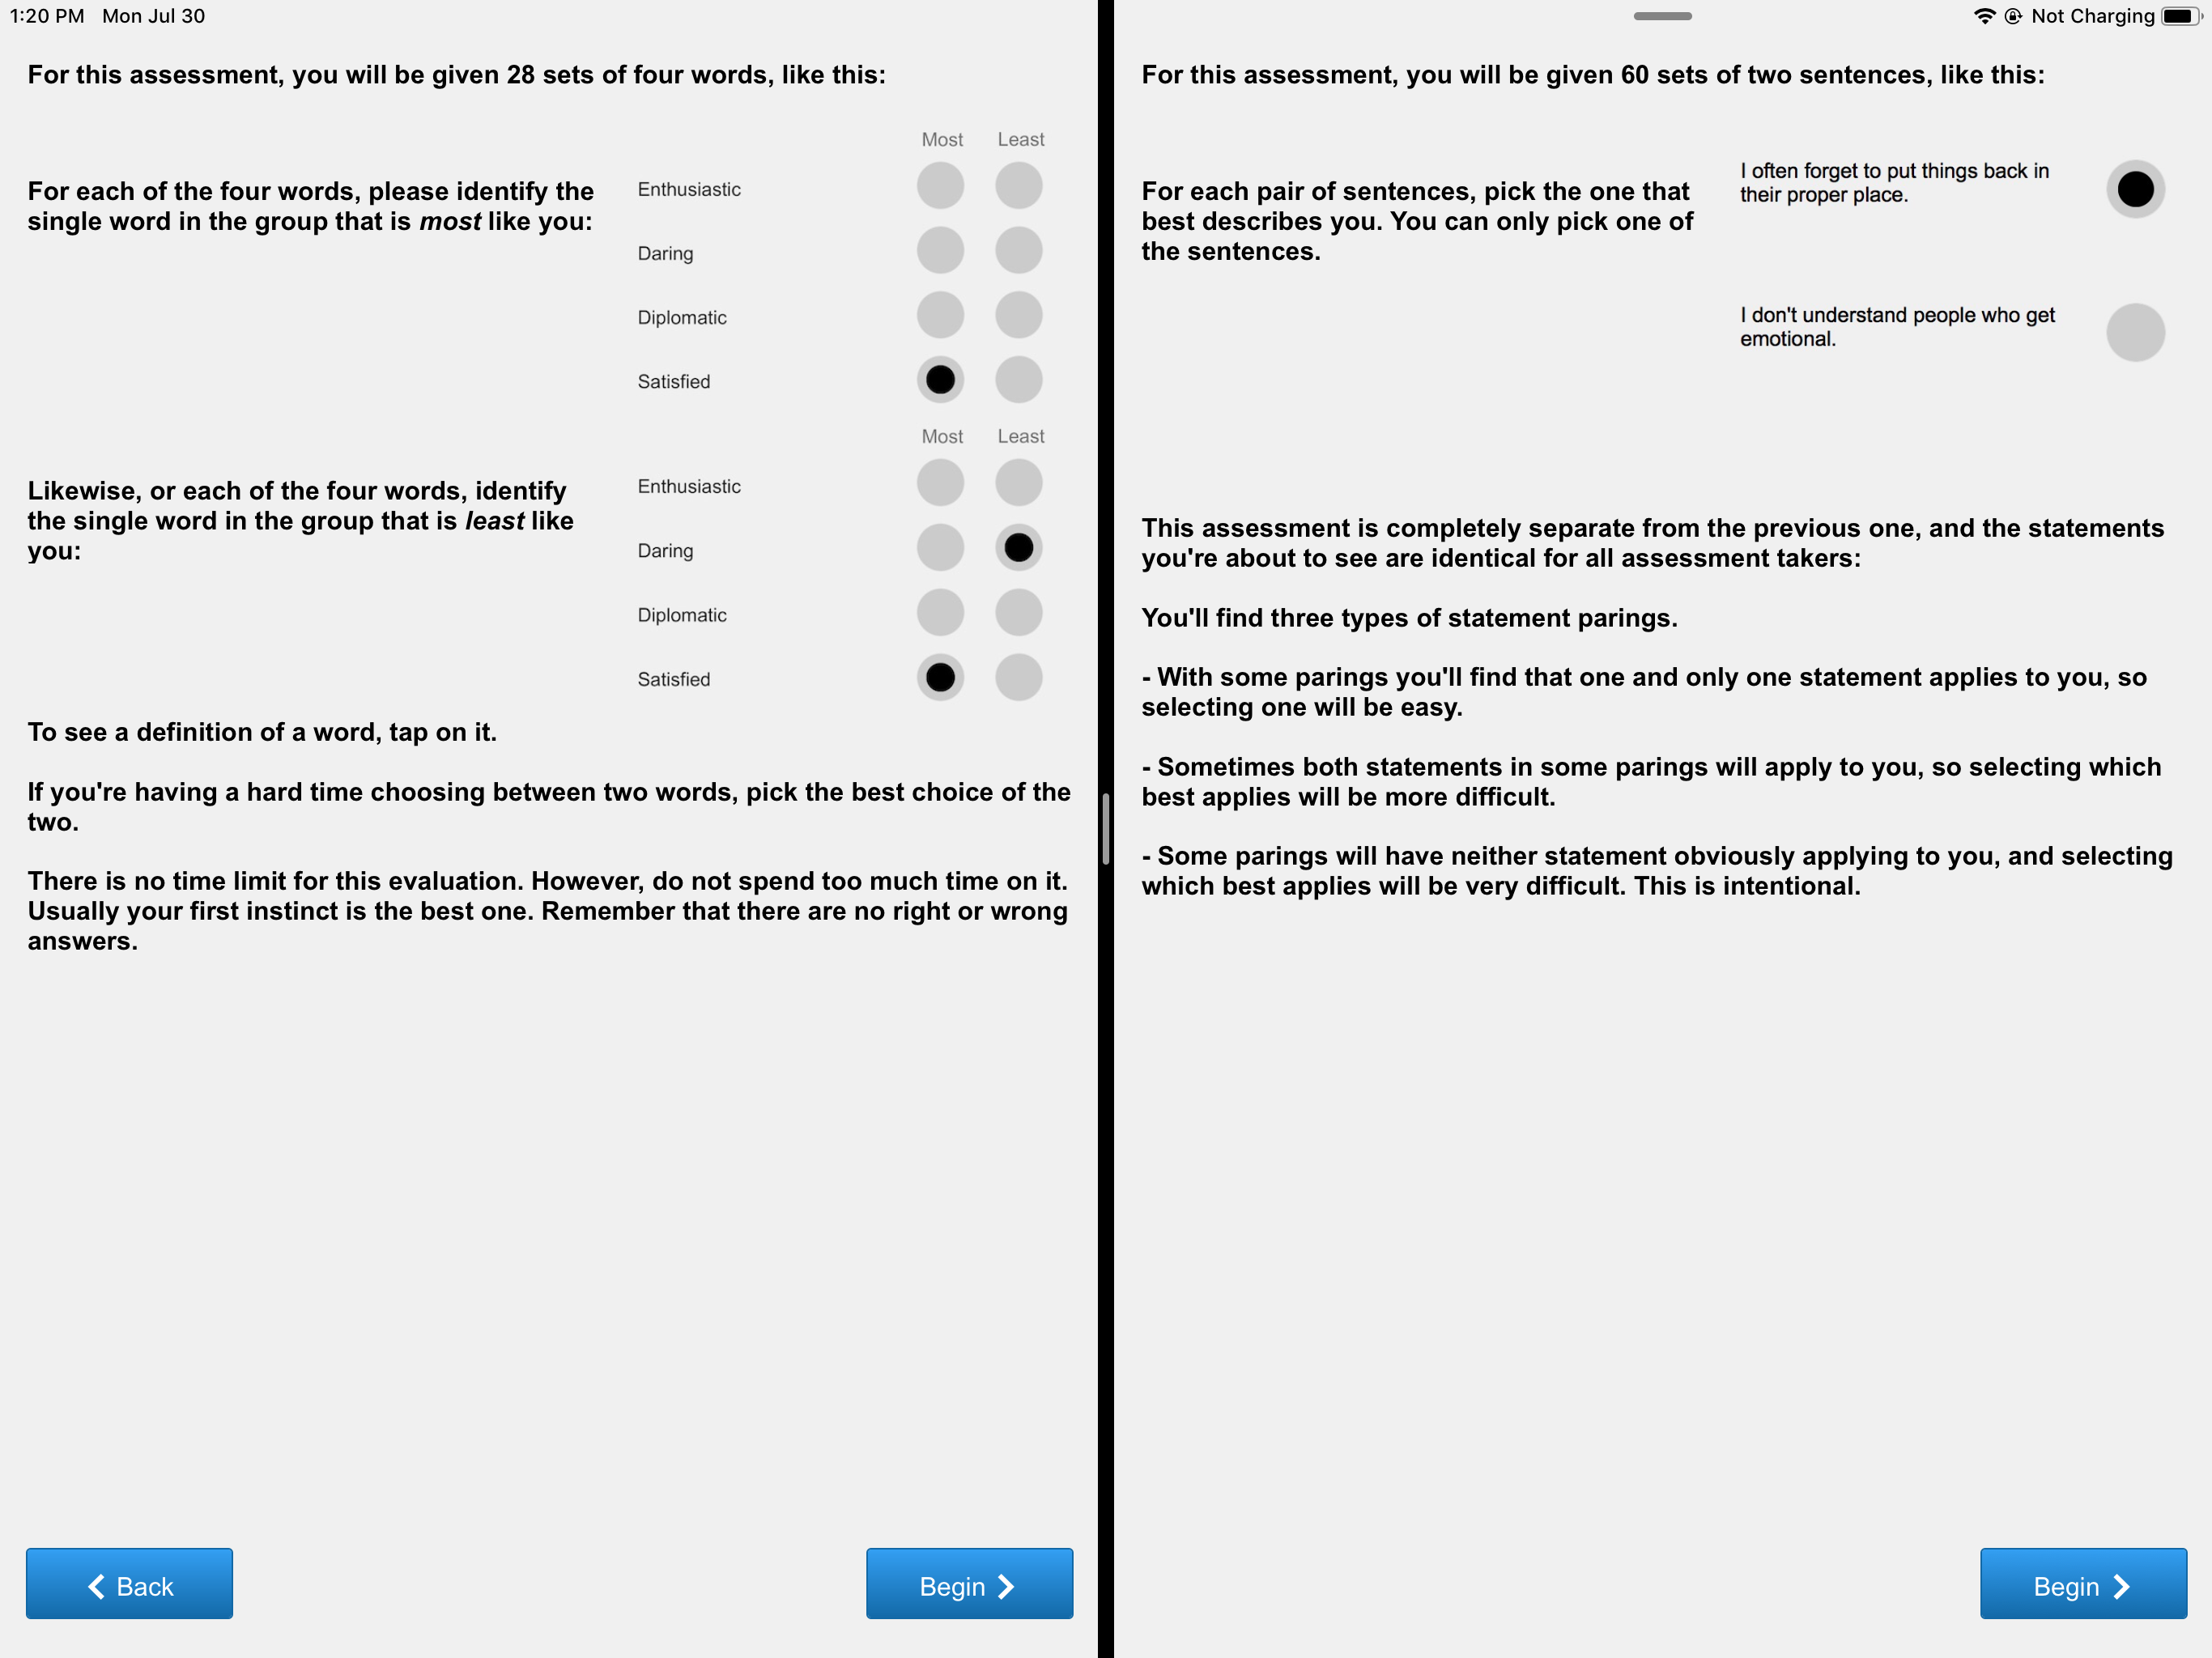 1:20 PM Mon Jul 30
Not Charging
For this assessment, you will be given 28 sets of four words, like this:
Most Least
For each of the four words, please identify the
single word in the group that is most like you:
Enthusiastic
Daring
Diplomatic
Satisfied
Most Least
Likewise, or each of the four words, identify
the single word in the group that is least like
you:
Enthusiastic
Daring
Diplomatic
Satisfied
To see a definition of a word, tap on it.
If you're having a hard time choosing between two words, pick the best choice of the
two.
There is no time limit for this evaluation. However, do not spend too much time on it.
Usually your first instinct is the best one. Remember that there are no right or wrong
answers.
Back
Begin
For this assessment, you will be given 60 sets of two sentences, like this:
For each pair of sentences, pick the one that
best describes you. You can only pick one of
the sentences.
I often forget to put things back in
their proper place.
I don't understand people who get
emotional.
This assessment is completely separate from the previous one, and the statements
you're about to see are identical for all assessment takers:
You'll find three types of statement parings.
- With some parings you'll find that one and only one statement applies to you, so
selecting one will be easy.
- Sometimes both statements in some parings will apply to you, so selecting which
best applies will be more difficult.
- Some parings will have neither statement obviously applying to you, and selecting
which best applies will be very difficult. This is intentional.
Begin